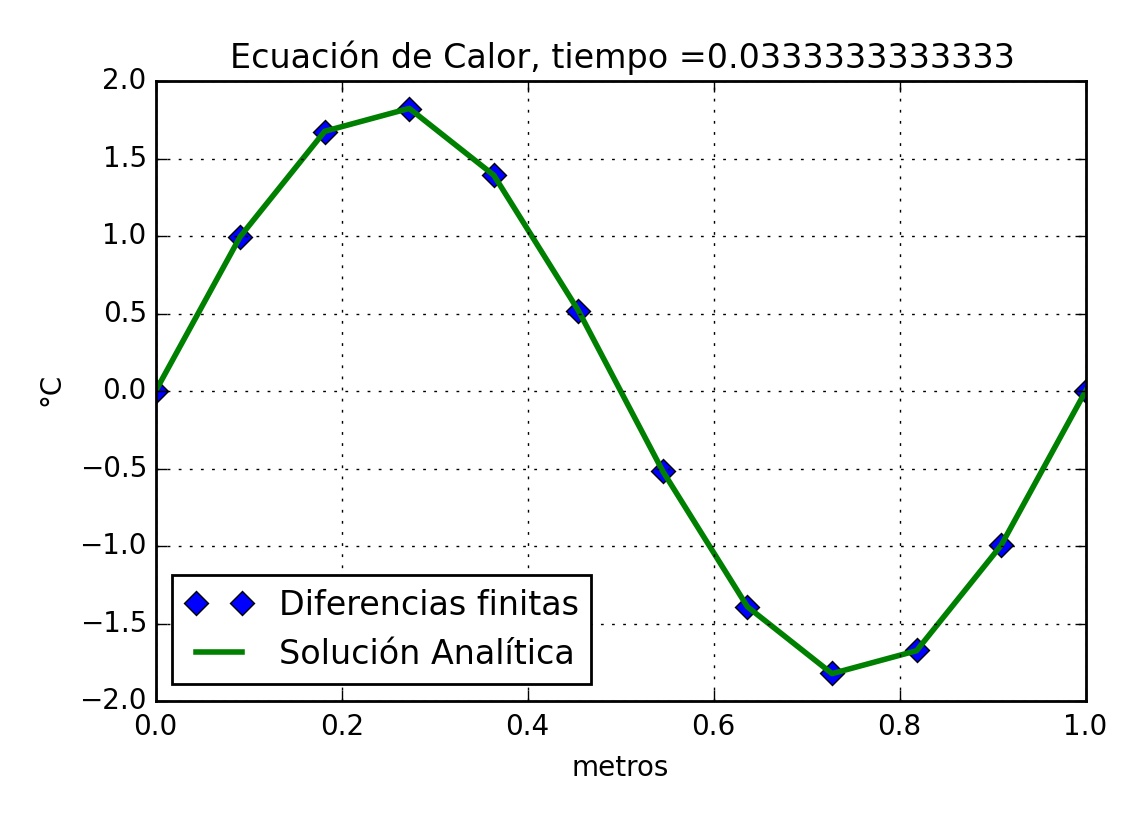 Ecuación de Calor, tiempo =0.0333333333333
2.0
1.5
1.0
0.5
0.0
−0.5
−1.0
−1.5
−2.0
°C
Diferencias finitas
Solución Analítica
0.0 0.2 0.4 0.6 0.8 1.0
metros